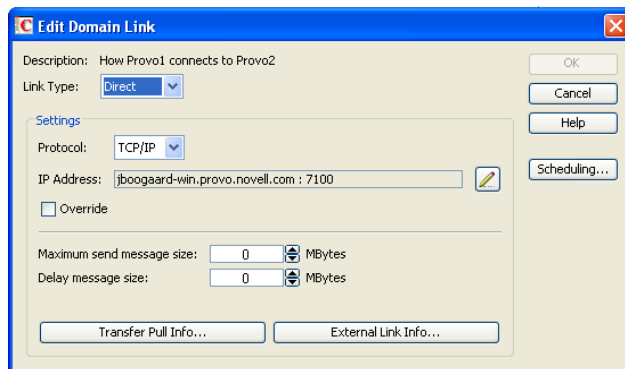 Edit Domain Link
Description: How Provo1 connects to Provo2
Link Type: Direct
OK
Cancel
Help
Scheduling...
Settings
Protocol: TCP/IP
IP Address: jboogaard-win.provo.novell.com : 7100
Override
Maximum send message size: 0 MBytes
Delay message size: 0 MBytes
Transfer Pull Info... External Link Info...